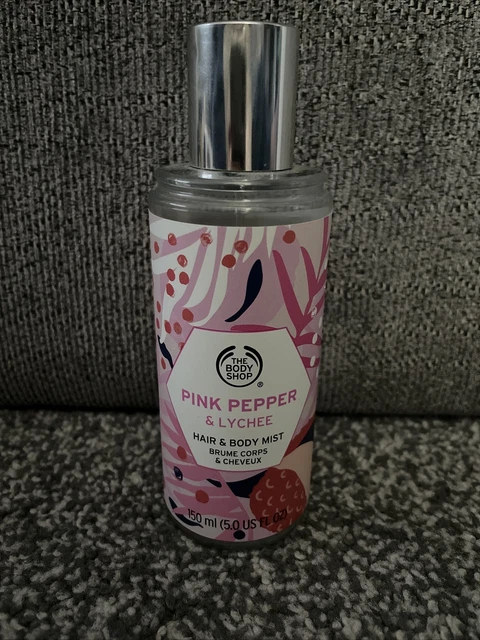 THE
BODY
SHOP
®
PINK PEPPER
& LYCHEE
HAIR & BODY MIST
BRUME CORPS
& CHEVEUX
150 ml (5.0 US FL OZ)